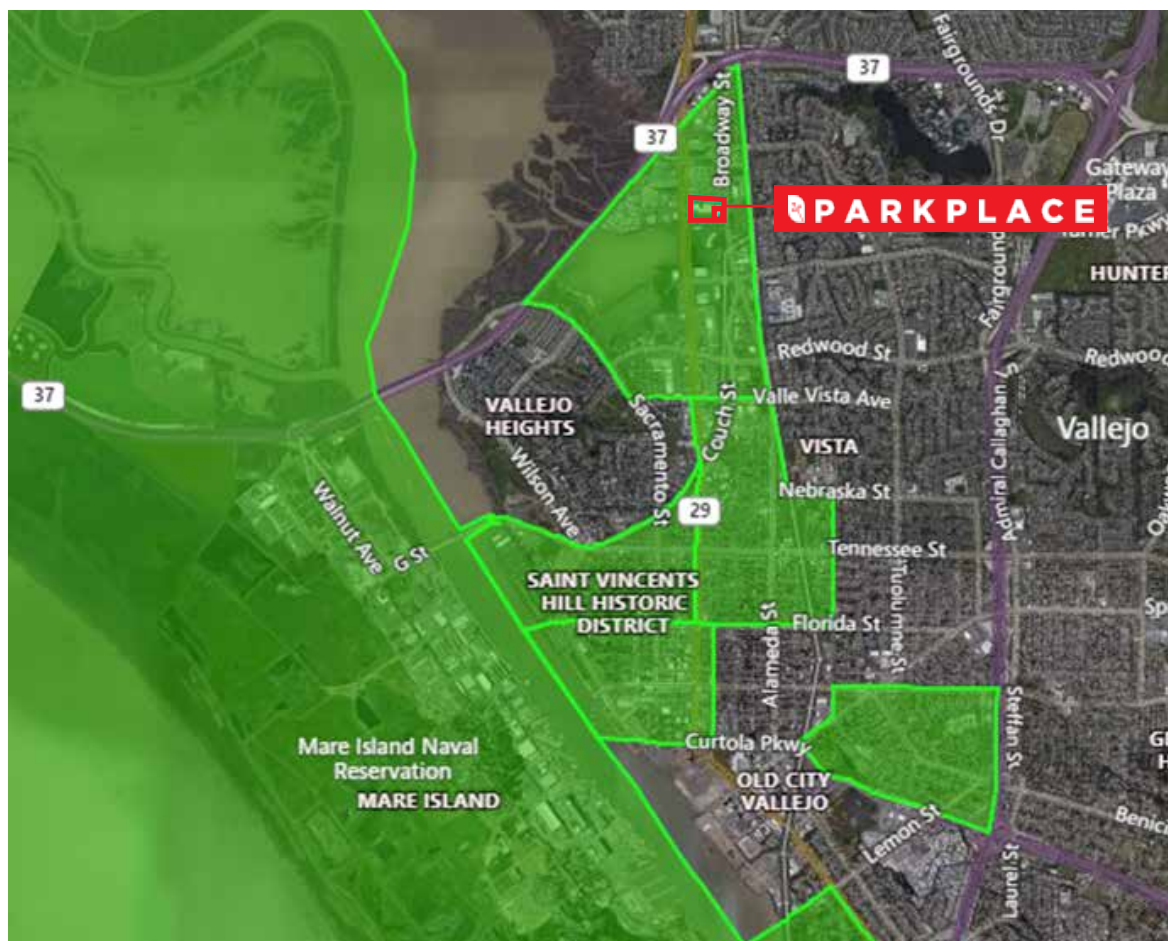 37
Fairgrounds Dr
37
Broadway St
Gateway
Plaza
PARKPLACE
Turner Pkwy
HUNTER
Fairgrounds
Redwood St
Redwood
37
Valle Vista Ave
VALLEJO
HEIGHTS
Sacramento St
Couch St
Vallejo
VISTA
Admiral Callaghan
Wilson Ave
Nebraska St
Walnut Ave
29
G St
Tennessee St
SAINT VINCENTS
HILL HISTORIC
DISTRICT
Tuolumne St
Alameda St
Florida St
Sp
Steffan St
Mare Island Naval
Reservation
MARE ISLAND
Curtola Pkwy
OLD CITY
VALLEJO
Lemon St
Benic
Laurel St